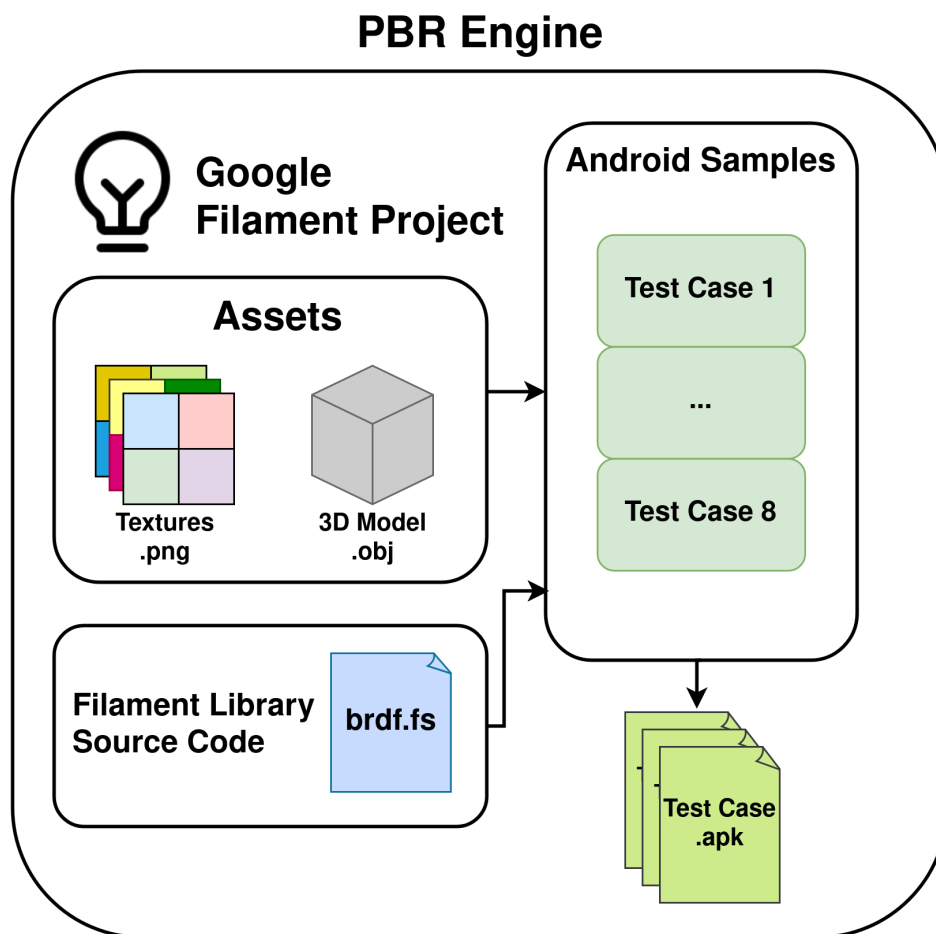 PBR Engine
Google
Filament Project
Assets
Textures
.png
3D Model
.obj
Filament Library
Source Code
brdf.fs
Android Samples
Test Case 1
...
Test Case 8
Test Case
.apk